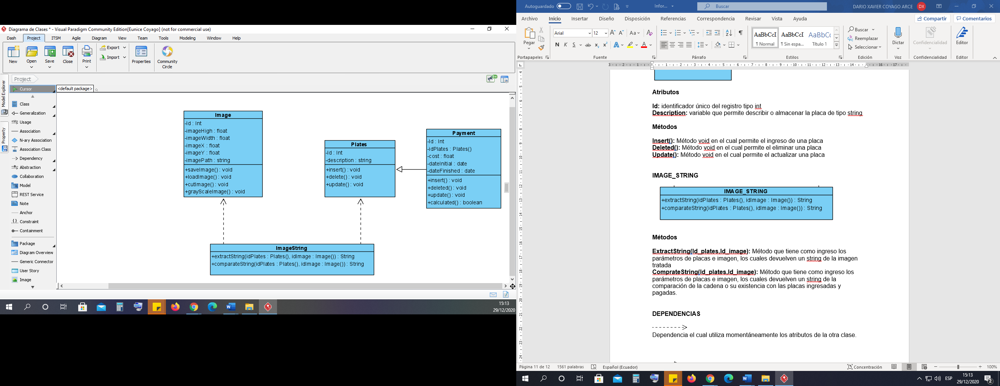 Diagrama de Clases * - Visual Paradigm Community Edition[Eunice Coyago] (not for commercial use)
Dash Project ITSM Agile Diagram View Team Tools Modeling Window Help
New Open Save Close Print Export Import Properties Community Circle
Project
Model Explorer
Property
<default package>
Cursor
Class
Generalization
Usage
Association
N-ary Association
Association Class
Dependency
Abstraction
Collaboration
Model
REST Service
Note
Anchor
Constraint
Containment
Package
Diagram Overview
Generic Connector
User Story
Image
Image
-Id : Int
-imageHigh : float
-imageWidth : float
-imageX : float
-imageY : float
-imagePath : string
+saveImage() : void
+loadImage() : void
+cutImage() : void
+grayScaleImage() : void
Plates
-Id : Int
-description : string
+insert() : void
+delete() : void
+update() : void
Payment
-Id : Int
-idPlates : Plates()
-cost : float
-dateInitial : date
-dateFinished : date
+insert() : void
+deleted() : void
+update() : void
+calculated() : boolean
ImageString
+extractString(idPlates : Plates(), idImage : Image()) : String
+comparateString(idPlates : Plates(), idImage : Image()) : String
15:13
29/12/2020
Autoguardado Infor... Buscar DARIO XAVIER COYAGO ARCE DX
Archivo Inicio Insertar Diseño Disposición Referencias Correspondencia Revisar Vista Ayuda Compartir Comentarios
Pegar
Arial 12
N K S ab x₂ x² A A
Aa
AaBbCcI AaBbCcI AaBbCc
¶ Normal ¶ Sin espa... Título 1
Buscar
Reemplazar
Seleccionar
Dictar
Confidencialidad
Editor
Portapapeles Fuente Párrafo Estilos Edición Voz Confidencialidad Editor
Atributos
Id: identificador único del registro tipo int
Description: variable que permite describir o almacenar la placa de tipo string
Métodos
Insert(): Método void en el cual permite el ingreso de una placa
Deleted(): Método void en el cual permite el eliminar una placa
Update(): Método void en el cual permite el actualizar una placa
IMAGE_STRING
IMAGE_STRING
+extractString(idPlates : Plates(), idImage : Image()) : String
+comparateString(idPlates : Plates(), idImage : Image()) : String
Métodos
ExtractString(Id_plates,Id_image): Método que tiene como ingreso los
parámetros de placas e imagen, los cuales devuelven un string de la imagen
tratada
ComprateString(Id_plates,Id_image): Método que tiene como ingreso los
parámetros de placas e imagen, los cuales devuelven un string de la
comparación de la cadena o su existencia con las placas ingresadas y
pagadas.
DEPENDENCIAS
Dependencia el cual utiliza momentáneamente los atributos de la otra clase.
Página 11 de 12 1561 palabras Español (Ecuador) Concentración 100%
ESP 15:13
29/12/2020 2